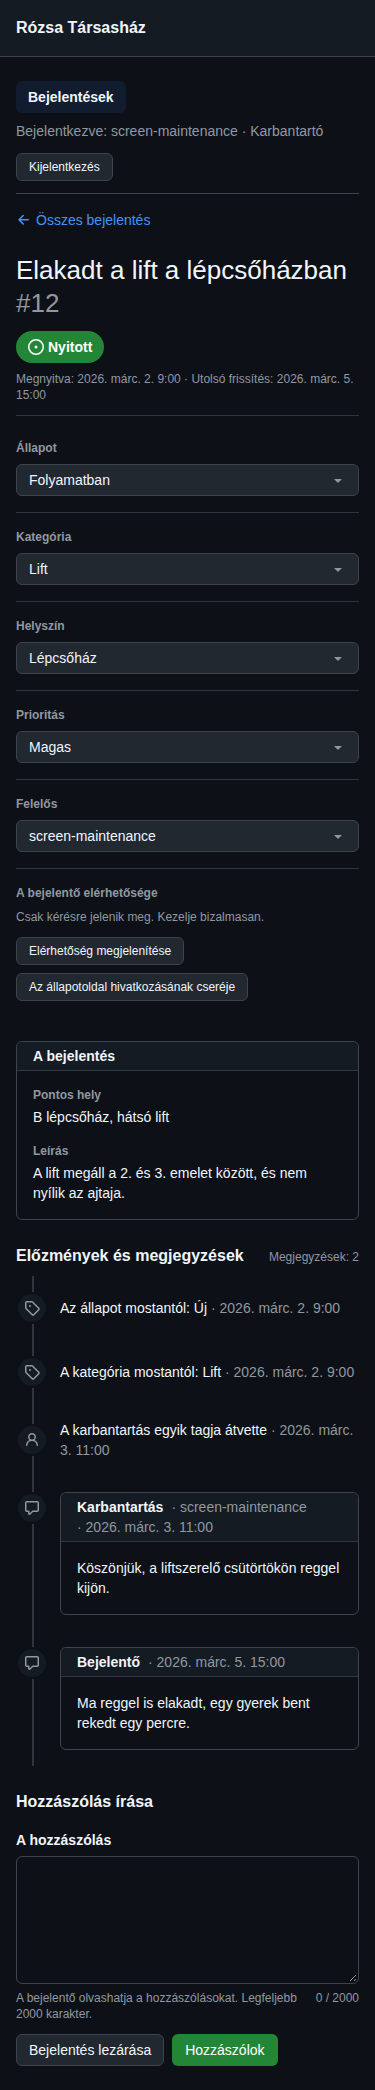 Rózsa Társasház
Bejelentések
Bejelentkezve: screen-maintenance · Karbantartó
Kijelentkezés
← Összes bejelentés
Elakadt a lift a lépcsőházban
#12
Nyitott
Megnyitva: 2026. márc. 2. 9:00 · Utolsó frissítés: 2026. márc. 5.
15:00
Állapot
Folyamatban
Kategória
Lift
Helyszín
Lépcsőház
Prioritás
Magas
Felelős
screen-maintenance
A bejelentő elérhetősége
Csak kérésre jelenik meg. Kezelje bizalmasan.
Elérhetőség megjelenítése
Az állapotoldal hivatkozásának cseréje
A bejelentés
Pontos hely
B lépcsőház, hátsó lift
Leírás
A lift megáll a 2. és 3. emelet között, és nem
nyílik az ajtaja.
Előzmények és megjegyzések Megjegyzések: 2
Az állapot mostantól: Új · 2026. márc. 2. 9:00
A kategória mostantól: Lift · 2026. márc. 2. 9:00
A karbantartás egyik tagja átvette · 2026. márc.
3. 11:00
Karbantartás · screen-maintenance
· 2026. márc. 3. 11:00
Köszönjük, a liftszerelő csütörtökön reggel
kijön.
Bejelentő · 2026. márc. 5. 15:00
Ma reggel is elakadt, egy gyerek bent
rekedt egy percre.
Hozzászólás írása
A hozzászólás
A bejelentő olvashatja a hozzászólásokat. Legfeljebb 0 / 2000
2000 karakter.
Bejelentés lezárása Hozzászólok